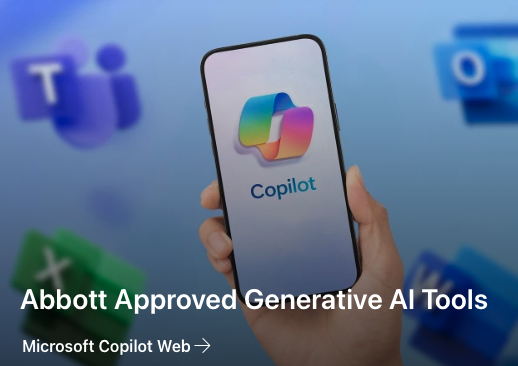 T
O
Copilot
X
W
Abbott Approved Generative AI Tools
Microsoft Copilot Web →